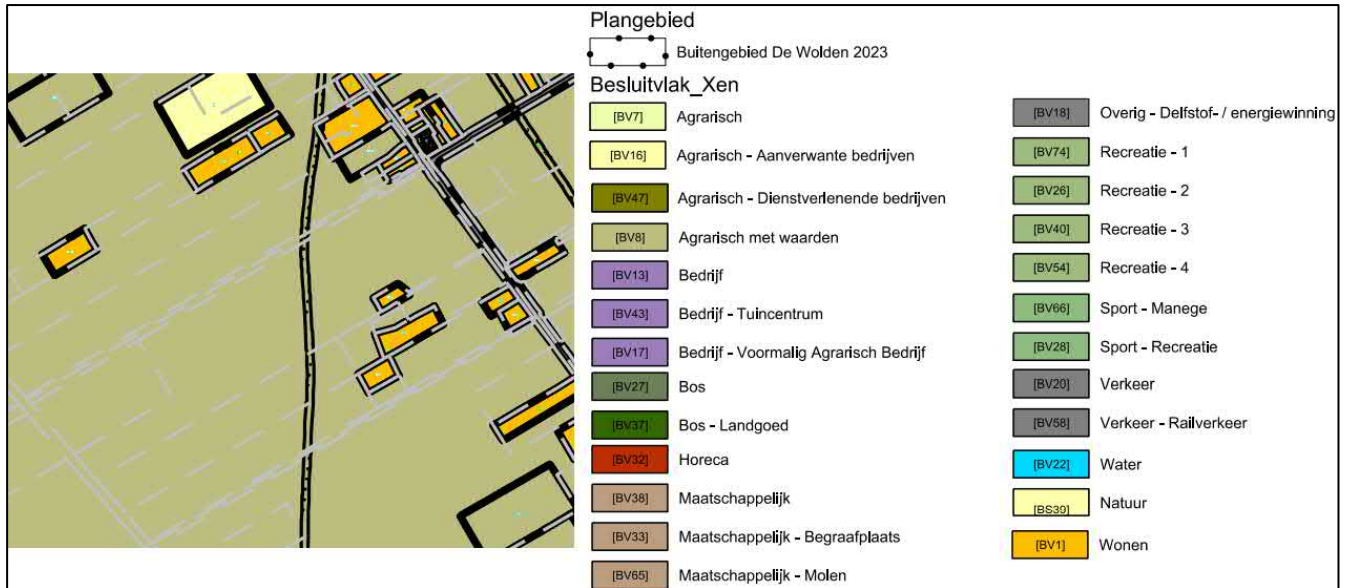 Plangebied
Buitengebied De Wolden 2023
Besluitvlak_Xen
[BV7] Agrarisch
[BV16] Agrarisch - Aanverwante bedrijven
[BV47] Agrarisch - Dienstverlenende bedrijven
[BV8] Agrarisch met waarden
[BV13] Bedrijf
[BV43] Bedrijf - Tuincentrum
[BV17] Bedrijf - Voormalig Agrarisch Bedrijf
[BV27] Bos
[BV37] Bos - Landgoed
[BV32] Horeca
[BV38] Maatschappelijk
[BV33] Maatschappelijk - Begraafplaats
[BV65] Maatschappelijk - Molen
[BV18] Overig - Delfstof- / energiewinning
[BV74] Recreatie - 1
[BV26] Recreatie - 2
[BV40] Recreatie - 3
[BV54] Recreatie - 4
[BV66] Sport - Manege
[BV28] Sport - Recreatie
[BV20] Verkeer
[BV58] Verkeer - Railverkeer
[BV22] Water
[BS39] Natuur
[BV1] Wonen